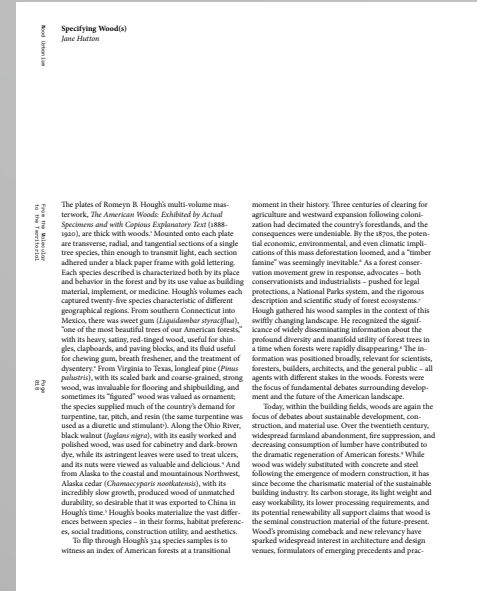 Wood Urbanism
Specifying Wood(s)
Jane Hutton
From the Molecular
to the Territorial
Page
018
The plates of Romeyn B. Hough’s multi-volume mas-
terwork, The American Woods: Exhibited by Actual
Specimens and with Copious Explanatory Text (1888-
1920), are thick with woods.¹ Mounted onto each plate
are transverse, radial, and tangential sections of a single
tree species, thin enough to transmit light, each section
adhered under a black paper frame with gold lettering.
Each species described is characterized both by its place
and behavior in the forest and by its use value as building
material, implement, or medicine. Hough’s volumes each
captured twenty-five species characteristic of different
geographical regions. From southern Connecticut into
Mexico, there was sweet gum (Liquidambar styraciflua),
“one of the most beautiful trees of our American forests,”
with its heavy, satiny, red-tinged wood, useful for shin-
gles, clapboards, and paving blocks, and its fluid useful
for chewing gum, breath freshener, and the treatment of
dysentery.² From Virginia to Texas, longleaf pine (Pinus
palustris), with its scaled bark and coarse-grained, strong
wood, was invaluable for flooring and shipbuilding, and
sometimes its “figured” wood was valued as ornament;
the species supplied much of the country’s demand for
turpentine, tar, pitch, and resin (the same turpentine was
used as a diuretic and stimulant³). Along the Ohio River,
black walnut (Juglans nigra), with its easily worked and
polished wood, was used for cabinetry and dark-brown
dye, while its astringent leaves were used to treat ulcers,
and its nuts were viewed as valuable and delicious.⁴ And
from Alaska to the coastal and mountainous Northwest,
Alaska cedar (Chamaecyparis nootkatensis), with its
incredibly slow growth, produced wood of unmatched
durability, so desirable that it was exported to China in
Hough’s time.⁵ Hough’s books materialize the vast differ-
ences between species – in their forms, habitat preferenc-
es, social traditions, construction utility, and aesthetics.
To flip through Hough’s 324 species samples is to
witness an index of American forests at a transitional
moment in their history. Three centuries of clearing for
agriculture and westward expansion following coloni-
zation had decimated the country’s forestlands, and the
consequences were undeniable. By the 1870s, the poten-
tial economic, environmental, and even climatic impli-
cations of this mass deforestation loomed, and a “timber
famine” was seemingly inevitable.⁶ As a forest conser-
vation movement grew in response, advocates – both
conservationists and industrialists – pushed for legal
protections, a National Parks system, and the rigorous
description and scientific study of forest ecosystems.⁷
Hough gathered his wood samples in the context of this
swiftly changing landscape. He recognized the signif-
icance of widely disseminating information about the
profound diversity and manifold utility of forest trees in
a time when forests were rapidly disappearing.⁸ The in-
formation was positioned broadly, relevant for scientists,
foresters, builders, architects, and the general public – all
agents with different stakes in the woods. Forests were
the focus of fundamental debates surrounding develop-
ment and the future of the American landscape.
Today, within the building fields, woods are again the
focus of debates about sustainable development, con-
struction, and material use. Over the twentieth century,
widespread farmland abandonment, fire suppression, and
decreasing consumption of lumber have contributed to
the dramatic regeneration of American forests.⁹ While
wood was widely substituted with concrete and steel
following the emergence of modern construction, it has
since become the charismatic material of the sustainable
building industry. Its carbon storage, its light weight and
easy workability, its lower processing requirements, and
its potential renewability all support claims that wood is
the seminal construction material of the future-present.
Wood’s promising comeback and new relevancy have
sparked widespread interest in architecture and design
venues, formulators of emerging precedents and prac-